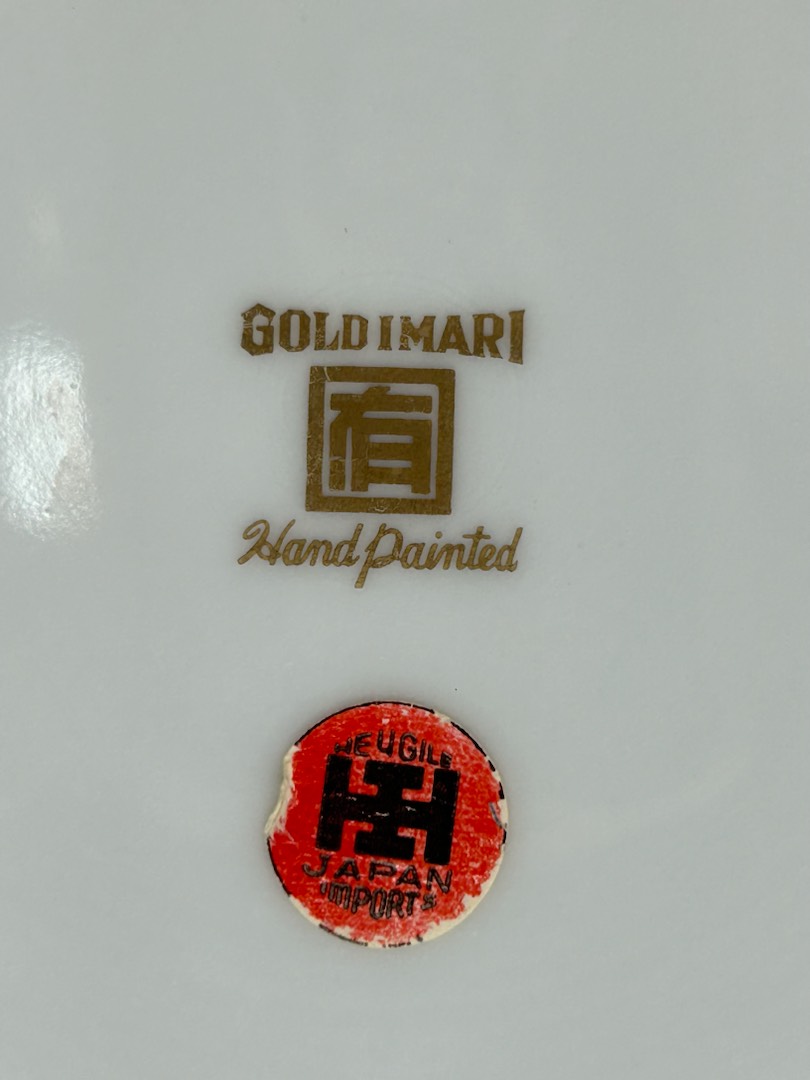 GOLD IMARI
有
Hand Painted
JAPAN
IMPORTS